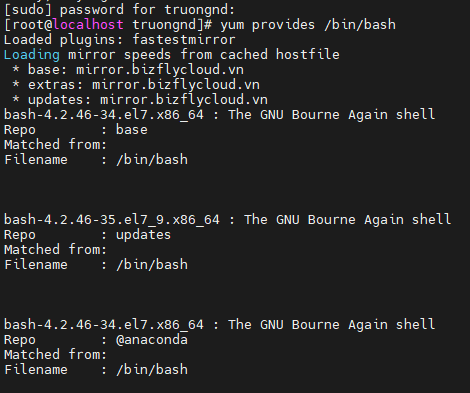 [sudo] password for truongnd:
[root@localhost truongnd]# yum provides /bin/bash
Loaded plugins: fastestmirror
Loading mirror speeds from cached hostfile
 * base: mirror.bizflycloud.vn
 * extras: mirror.bizflycloud.vn
 * updates: mirror.bizflycloud.vn
bash-4.2.46-34.el7.x86_64 : The GNU Bourne Again shell
Repo        : base
Matched from:
Filename    : /bin/bash
bash-4.2.46-35.el7_9.x86_64 : The GNU Bourne Again shell
Repo        : updates
Matched from:
Filename    : /bin/bash
bash-4.2.46-34.el7.x86_64 : The GNU Bourne Again shell
Repo        : @anaconda
Matched from:
Filename    : /bin/bash